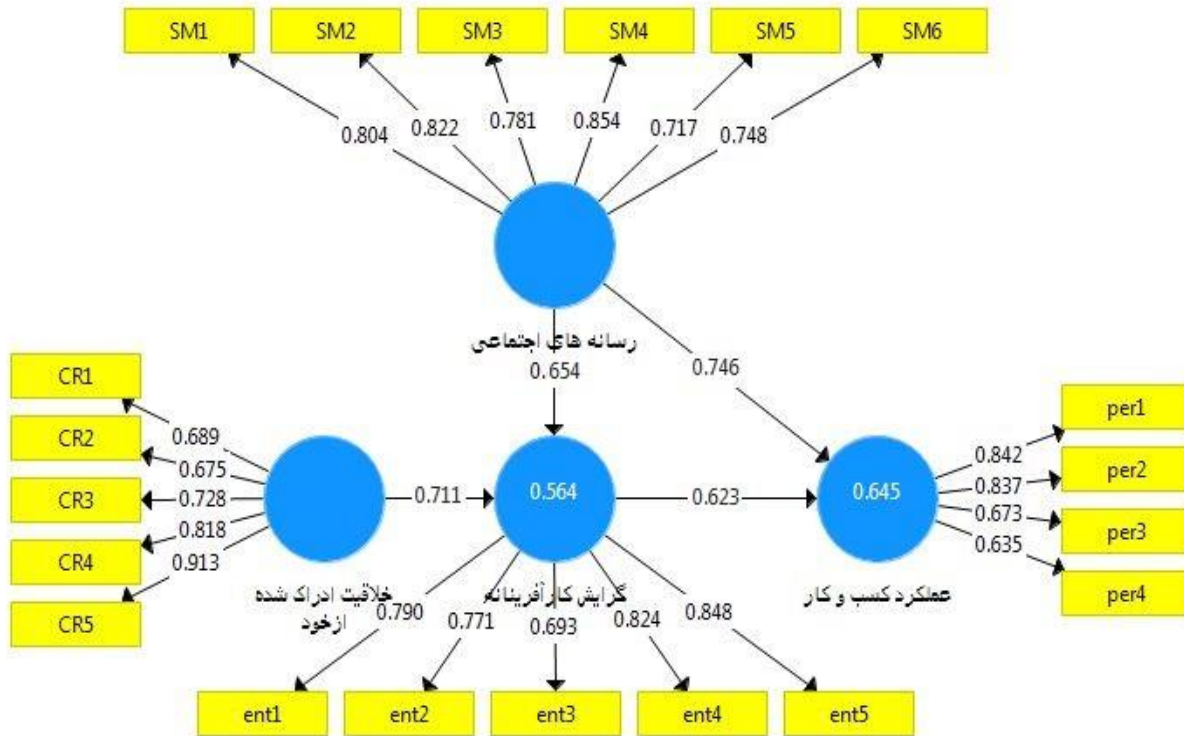 SM1 SM2 SM3 SM4 SM5 SM6
0.804 0.822 0.781 0.854 0.717 0.748
رسانه های اجتماعی
0.654 0.746
CR1
CR2
CR3
CR4
CR5
0.689
0.675
0.728
0.818
0.913
0.711
0.564
0.623
0.645
0.842
0.837
0.673
0.635
per1
per2
per3
per4
خلاقیت ادراک شده
ازخود
گرایش کارآفرینانه
عملکرد کسب و کار
0.790 0.771 0.693 0.824 0.848
ent1 ent2 ent3 ent4 ent5